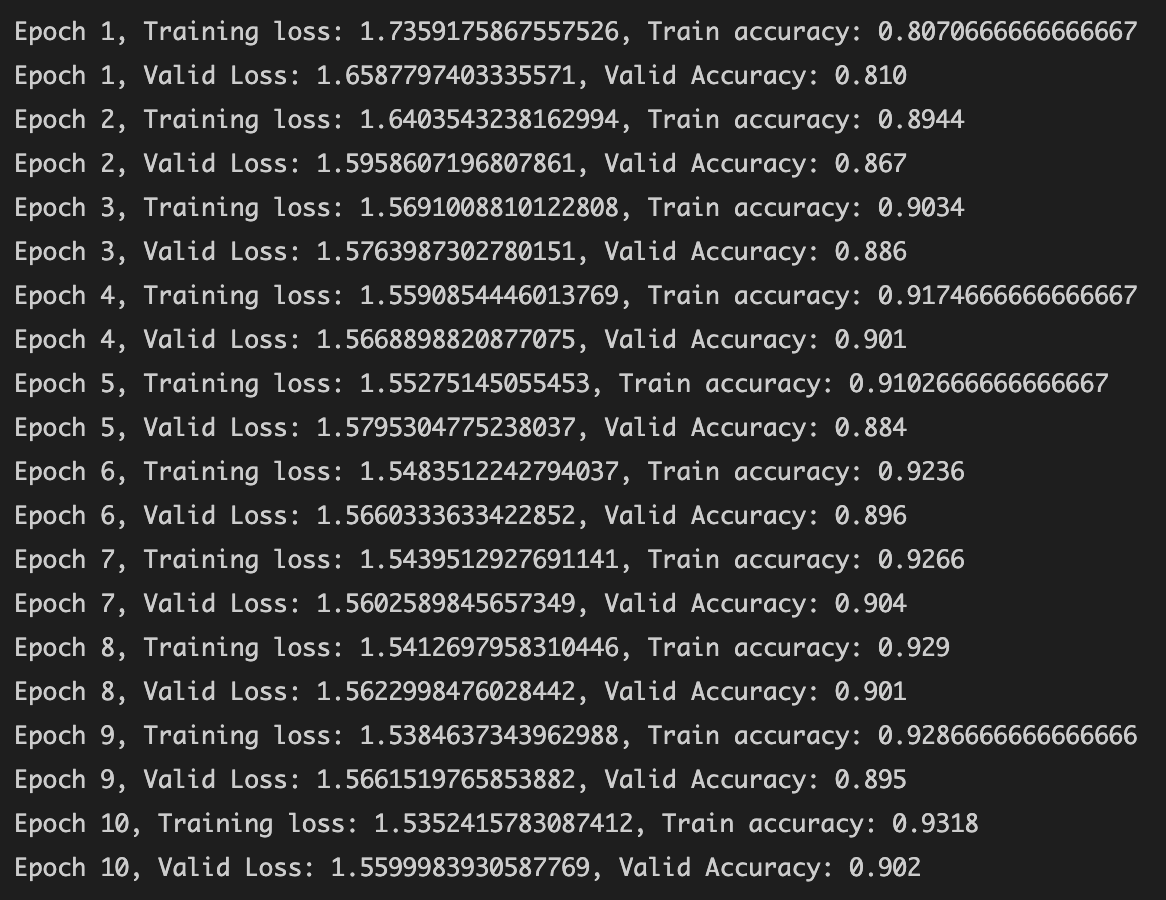 Epoch 1, Training loss: 1.7359175867557526, Train accuracy: 0.8070666666666667
Epoch 1, Valid Loss: 1.6587797403335571, Valid Accuracy: 0.810
Epoch 2, Training loss: 1.6403543238162994, Train accuracy: 0.8944
Epoch 2, Valid Loss: 1.5958607196807861, Valid Accuracy: 0.867
Epoch 3, Training loss: 1.5691008810122808, Train accuracy: 0.9034
Epoch 3, Valid Loss: 1.5763987302780151, Valid Accuracy: 0.886
Epoch 4, Training loss: 1.5590854446013769, Train accuracy: 0.9174666666666667
Epoch 4, Valid Loss: 1.5668898820877075, Valid Accuracy: 0.901
Epoch 5, Training loss: 1.55275145055453, Train accuracy: 0.9102666666666667
Epoch 5, Valid Loss: 1.5795304775238037, Valid Accuracy: 0.884
Epoch 6, Training loss: 1.5483512242794037, Train accuracy: 0.9236
Epoch 6, Valid Loss: 1.5660333633422852, Valid Accuracy: 0.896
Epoch 7, Training loss: 1.5439512927691141, Train accuracy: 0.9266
Epoch 7, Valid Loss: 1.5602589845657349, Valid Accuracy: 0.904
Epoch 8, Training loss: 1.5412697958310446, Train accuracy: 0.929
Epoch 8, Valid Loss: 1.5622998476028442, Valid Accuracy: 0.901
Epoch 9, Training loss: 1.5384637343962988, Train accuracy: 0.9286666666666666
Epoch 9, Valid Loss: 1.5661519765853882, Valid Accuracy: 0.895
Epoch 10, Training loss: 1.5352415783087412, Train accuracy: 0.9318
Epoch 10, Valid Loss: 1.5599983930587769, Valid Accuracy: 0.902